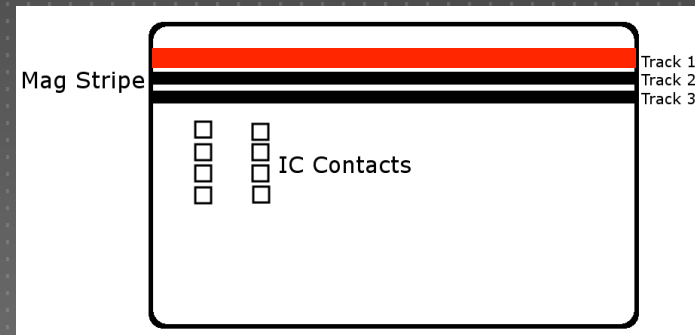 Track 1
Mag Stripe
Track 2
Track 3
IC Contacts